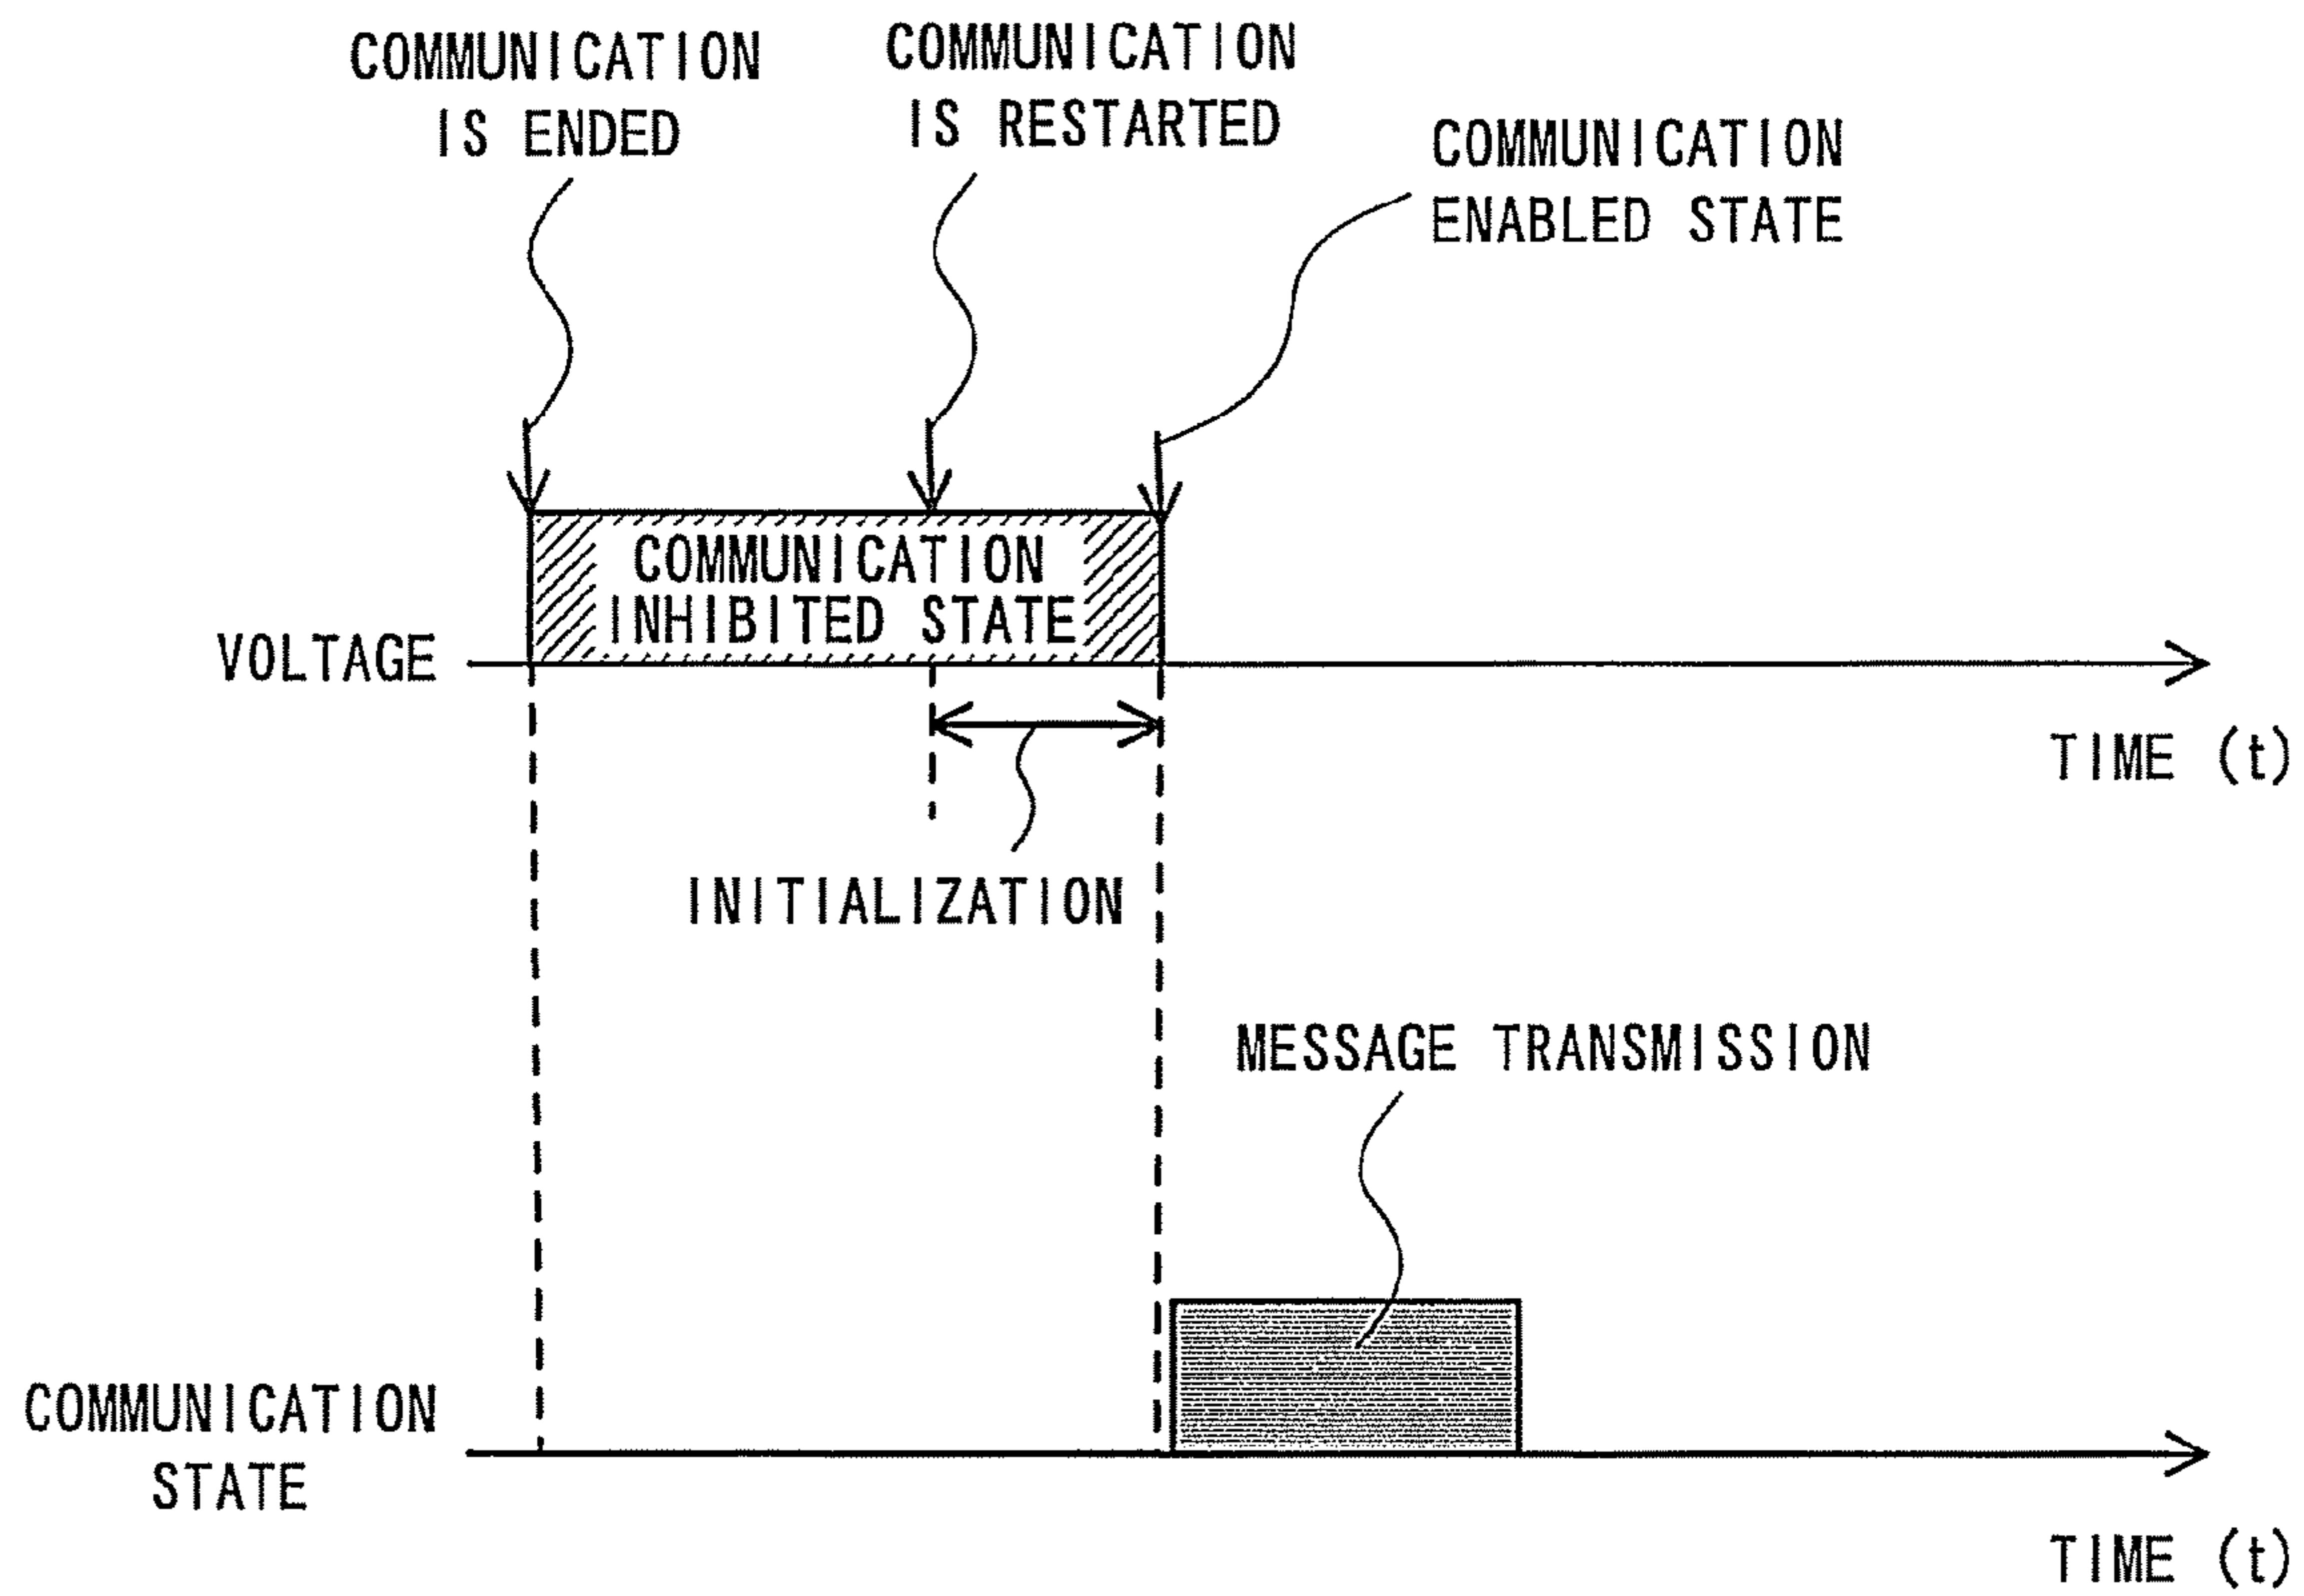 COMMUNICATION
IS ENDED
COMMUNICATION
IS RESTARTED
COMMUNICATION
ENABLED STATE
COMMUNICATION
INHIBITED STATE
VOLTAGE
TIME (t)
INITIALIZATION
MESSAGE TRANSMISSION
COMMUNICATION
STATE
TIME (t)